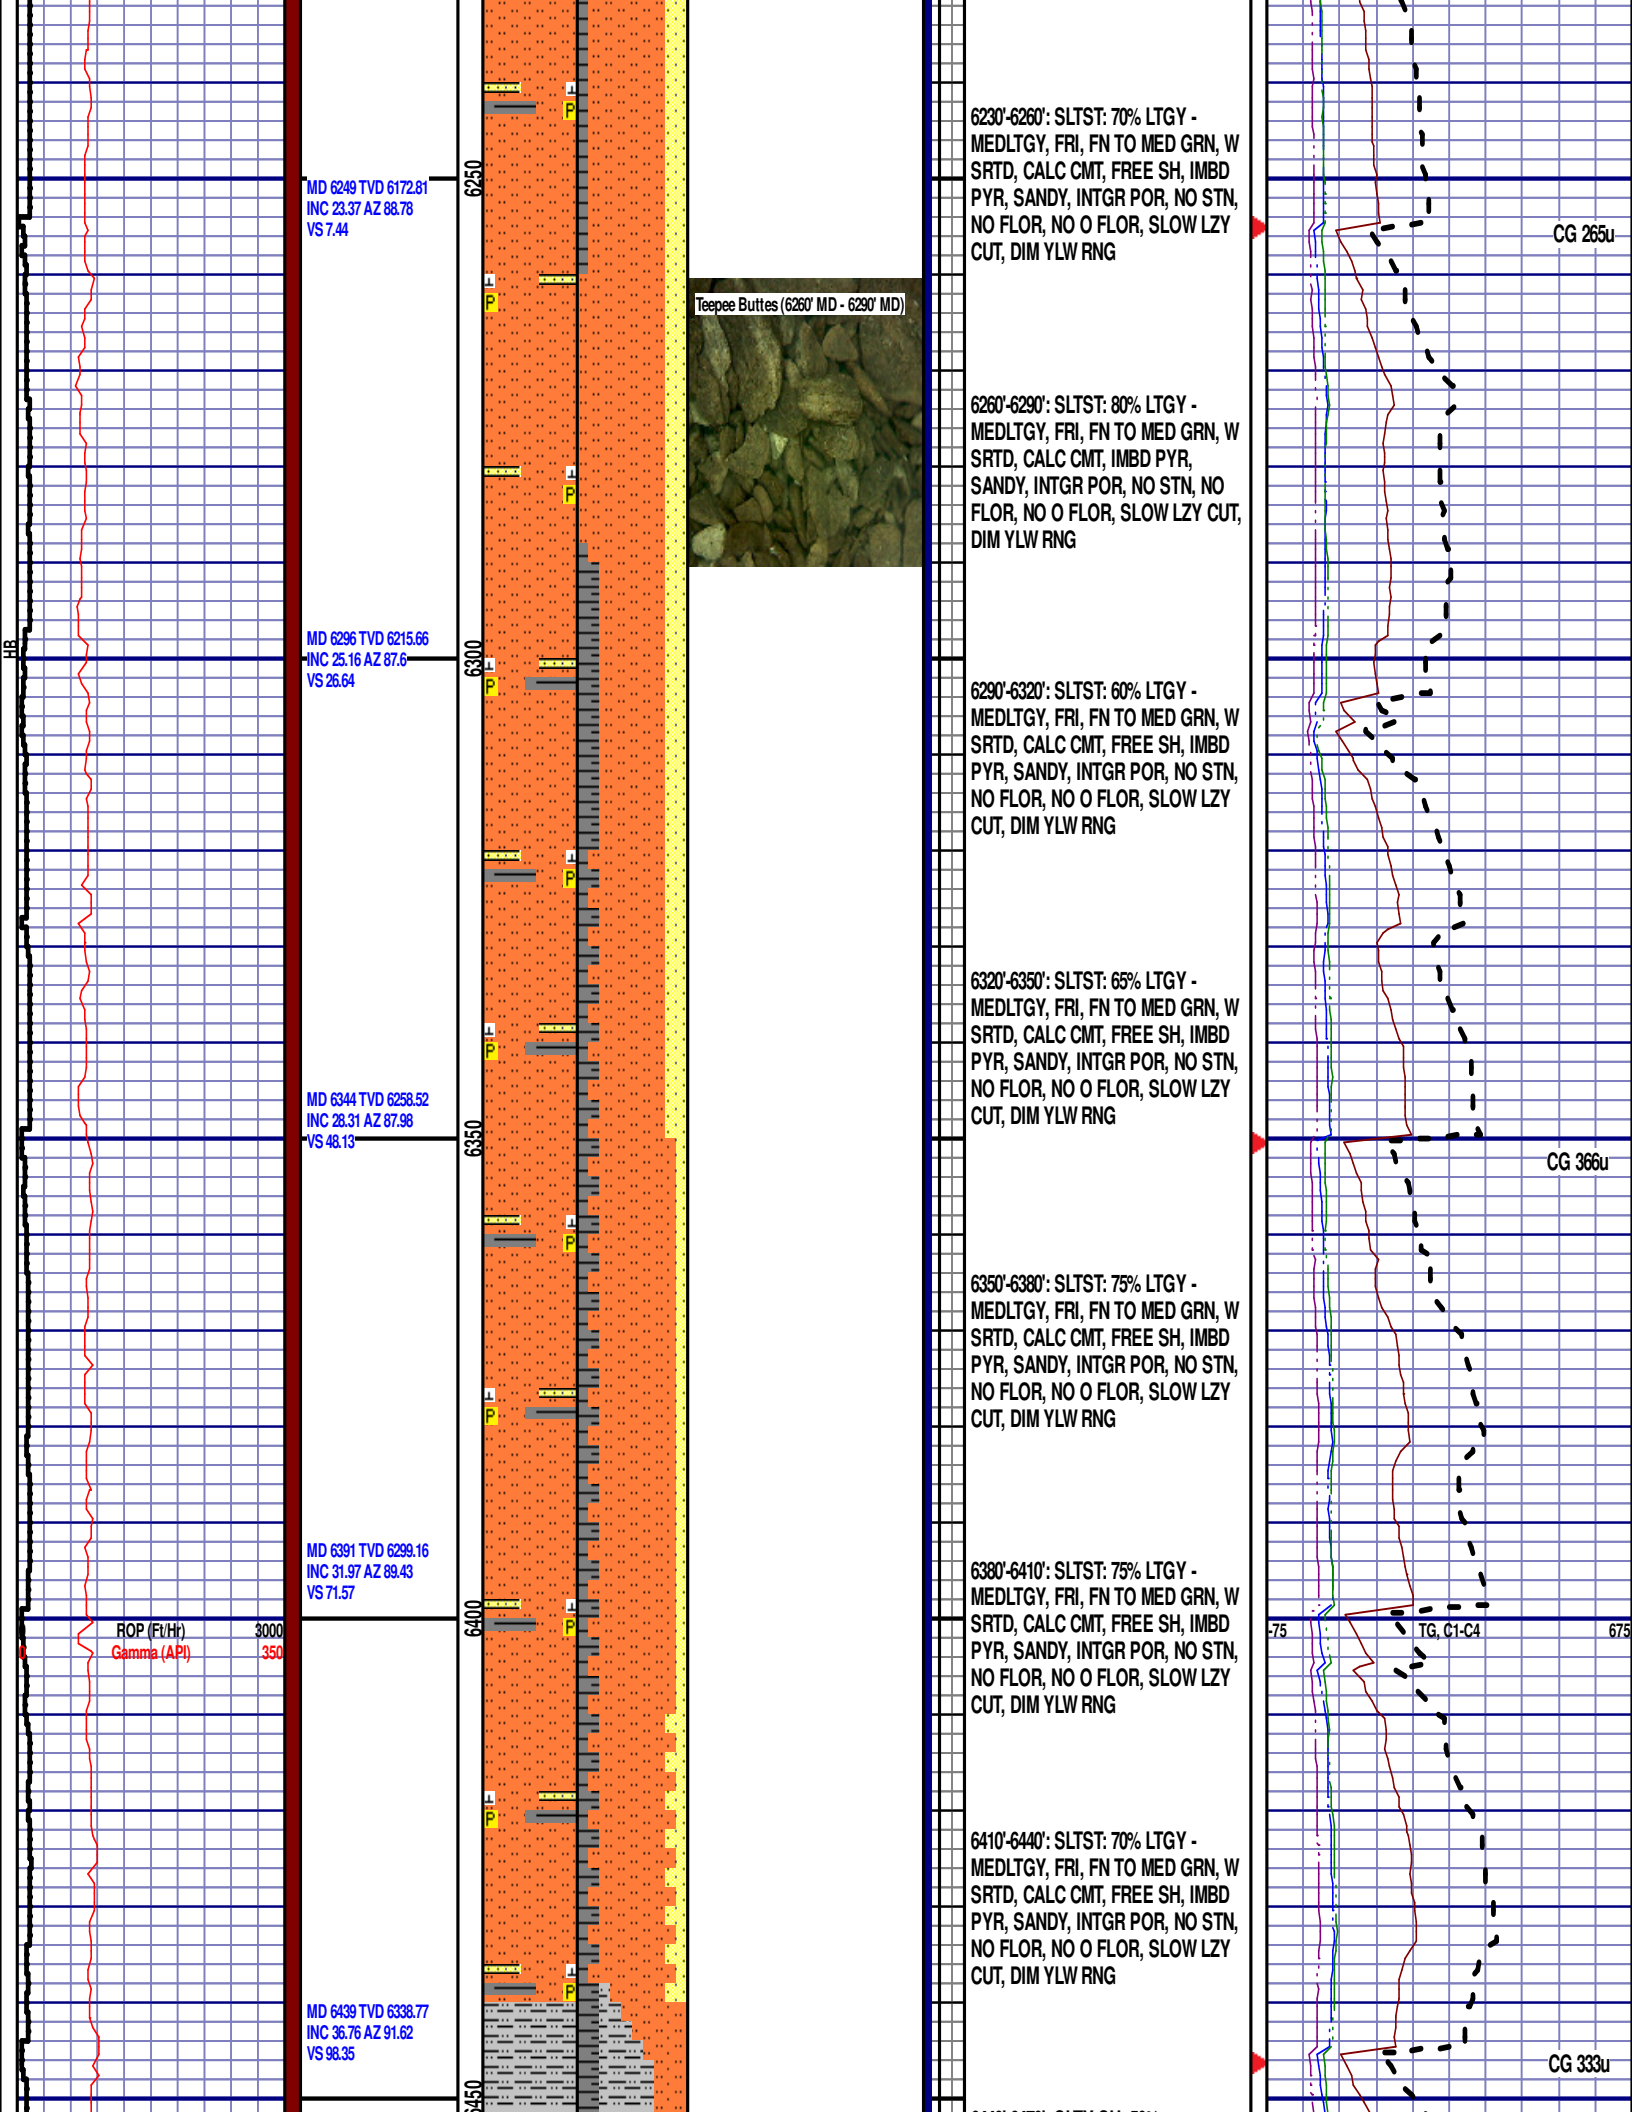 6250
MD 6249 TVD 6172.81
INC 23.37 AZ 88.78
VS 7.44
6230'-6260': SLTST: 70% LTGY -
MEDLTGY, FRI, FN TO MED GRN, W
SRTD, CALC CMT, FREE SH, IMBD
PYR, SANDY, INTGR POR, NO STN,
NO FLOR, NO O FLOR, SLOW LZY
CUT, DIM YLW RNG
CG 265u
P
P
Teepee Buttes (6260' MD - 6290' MD)
6260'-6290': SLTST: 80% LTGY -
MEDLTGY, FRI, FN TO MED GRN, W
SRTD, CALC CMT, IMBD PYR,
SANDY, INTGR POR, NO STN, NO
FLOR, NO O FLOR, SLOW LZY CUT,
DIM YLW RNG
P
HB
MD 6296 TVD 6215.66
INC 25.16 AZ 87.6
VS 26.64
6300
P
6290'-6320': SLTST: 60% LTGY -
MEDLTGY, FRI, FN TO MED GRN, W
SRTD, CALC CMT, FREE SH, IMBD
PYR, SANDY, INTGR POR, NO STN,
NO FLOR, NO O FLOR, SLOW LZY
CUT, DIM YLW RNG
P
6320'-6350': SLTST: 65% LTGY -
MEDLTGY, FRI, FN TO MED GRN, W
SRTD, CALC CMT, FREE SH, IMBD
PYR, SANDY, INTGR POR, NO STN,
NO FLOR, NO O FLOR, SLOW LZY
CUT, DIM YLW RNG
P
MD 6344 TVD 6258.52
INC 28.31 AZ 87.98
VS 48.13
6350
CG 366u
P
6350'-6380': SLTST: 75% LTGY -
MEDLTGY, FRI, FN TO MED GRN, W
SRTD, CALC CMT, FREE SH, IMBD
PYR, SANDY, INTGR POR, NO STN,
NO FLOR, NO O FLOR, SLOW LZY
CUT, DIM YLW RNG
P
MD 6391 TVD 6299.16
INC 31.97 AZ 89.43
VS 71.57
6400
P
6380'-6410': SLTST: 75% LTGY -
MEDLTGY, FRI, FN TO MED GRN, W
SRTD, CALC CMT, FREE SH, IMBD
PYR, SANDY, INTGR POR, NO STN,
NO FLOR, NO O FLOR, SLOW LZY
CUT, DIM YLW RNG
ROP (Ft/Hr) 3000
0 Gamma (API) 350
-75 TG, C1-C4 675
P
6410'-6440': SLTST: 70% LTGY -
MEDLTGY, FRI, FN TO MED GRN, W
SRTD, CALC CMT, FREE SH, IMBD
PYR, SANDY, INTGR POR, NO STN,
NO FLOR, NO O FLOR, SLOW LZY
CUT, DIM YLW RNG
P
MD 6439 TVD 6338.77
INC 36.76 AZ 91.62
VS 98.35
CG 333u
6450